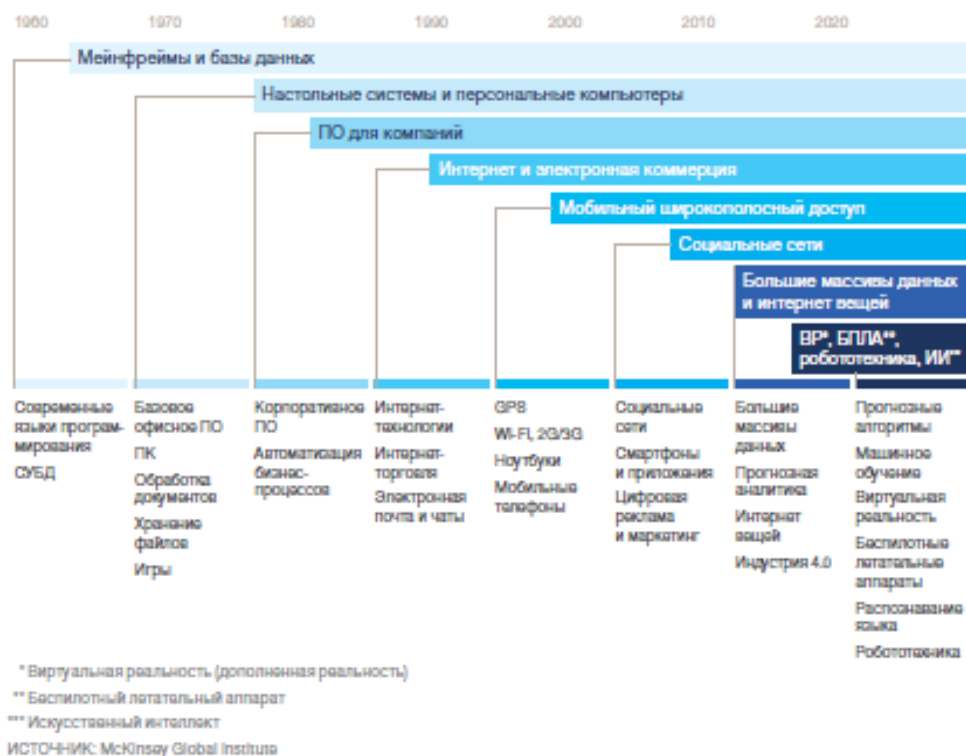 1960 1970 1980 1990 2000 2010 2020
Мейнфреймы и базы данных
Настольные системы и персональные компьютеры
ПО для компаний
Интернет и электронная коммерция
Мобильный широкополосный доступ
Социальные сети
Большие массивы данных
и интернет вещей
ВР*, БПЛА**,
робототехника, ИИ**
Современные
языки програм-
мирования
СУБД
Базовое
офисное ПО
ПК
Обработка
документов
Хранение
файлов
Игры
Корпоративное
ПО
Автоматизация
бизнес-
процессов
Интернет-
технологии
Интернет-
торговля
Электронная
почта и чаты
GPS
WI-FI, 2G/3G
Ноутбуки
Мобильные
телефоны
Социальные
сети
Смартфоны
и приложения
Цифровая
реклама
и маркетинг
Большие
массивы
данных
Прогнозная
аналитика
Интернет
вещей
Индустрия 4.0
Прогнозные
алгоритмы
Машинное
обучение
Виртуальная
реальность
Беспилотные
летательные
аппараты
Распознавание
языка
Робототехника
* Виртуальная реальность (дополненная реальность)
** Беспилотный летательный аппарат
*** Искусственный интеллект
ИСТОЧНИК: McKinsey Global Institute